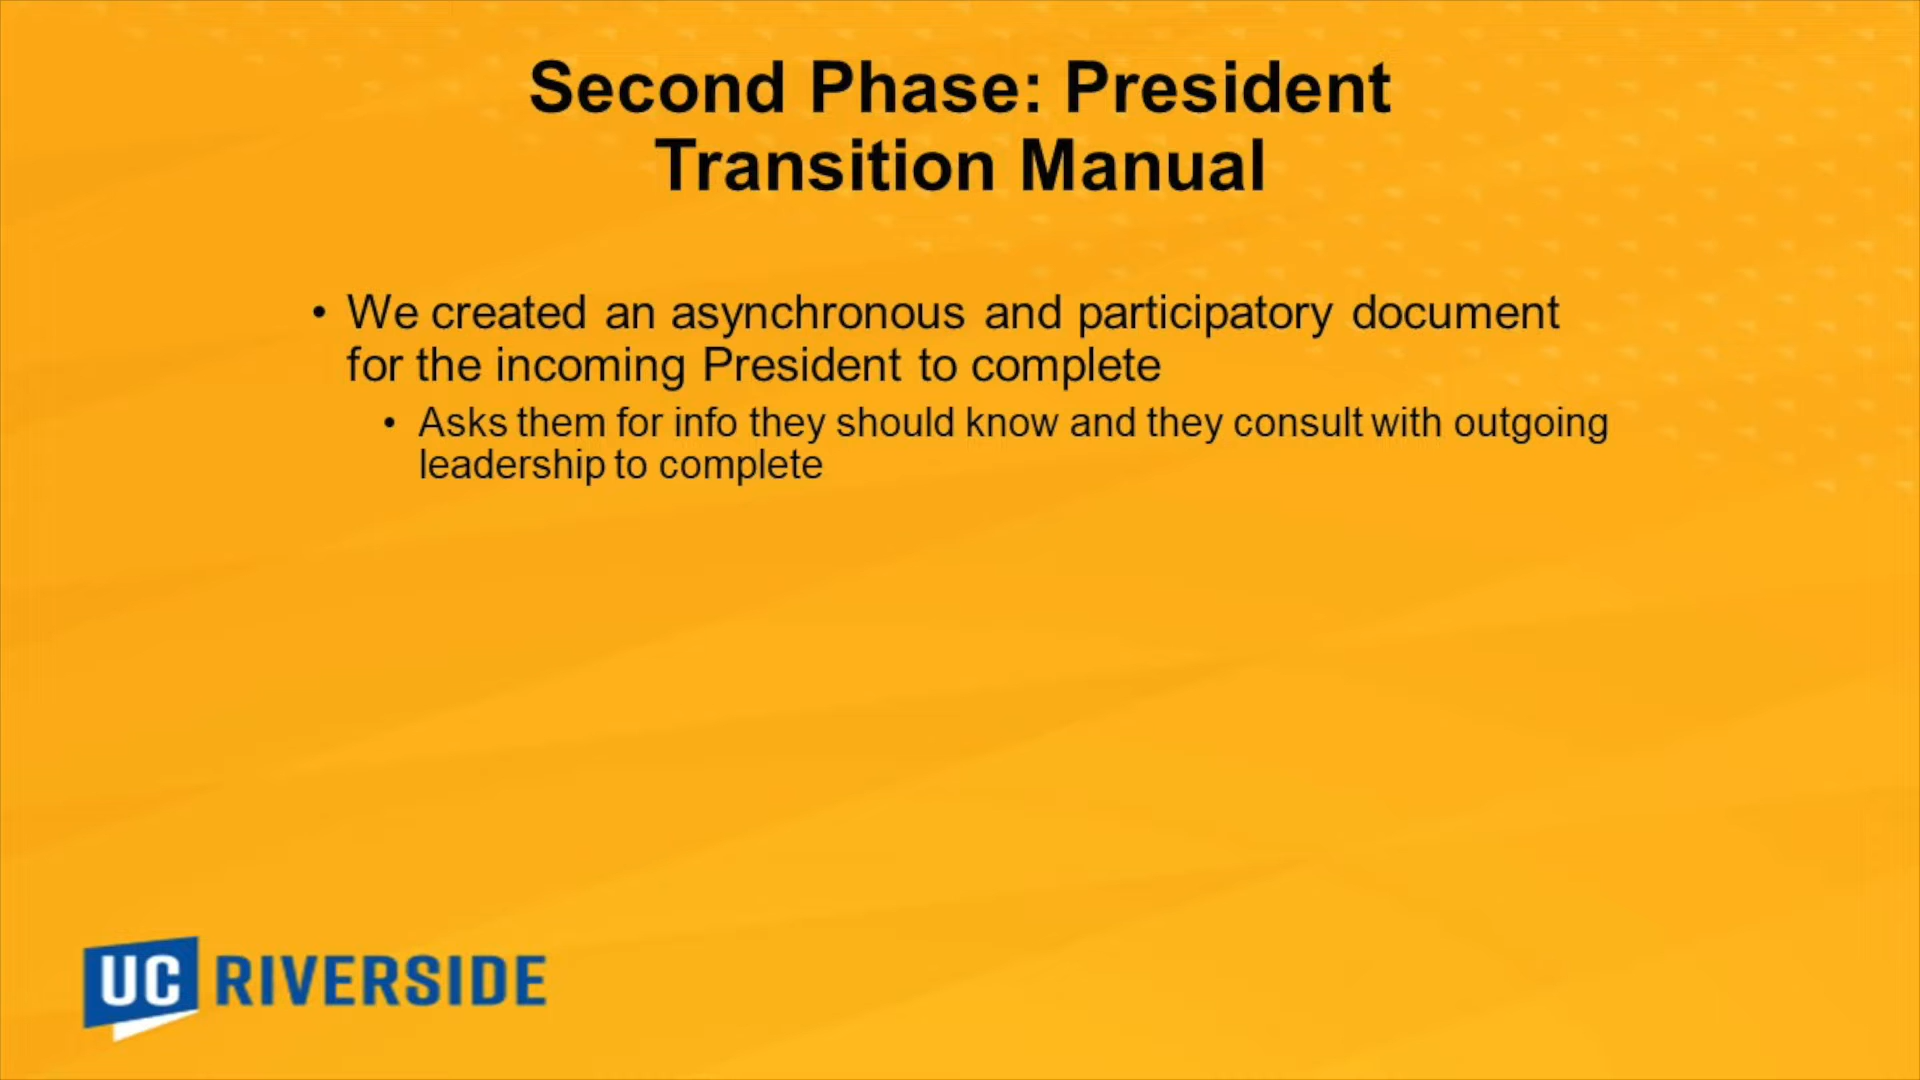 Second Phase: President
Transition Manual
• We created an asynchronous and participatory document
for the incoming President to complete
• Asks them for info they should know and they consult with outgoing
leadership to complete
UC RIVERSIDE